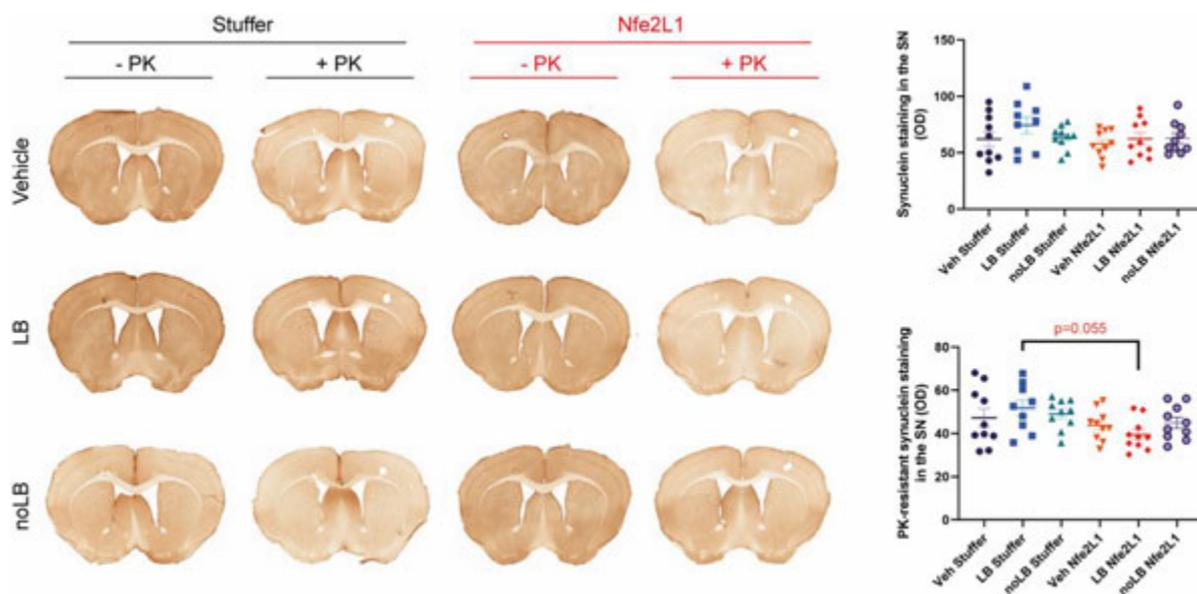 Stuffer
Nfe2L1
- PK
+ PK
- PK
+ PK
Vehicle
LB
noLB
Synuclein staining in the SN
(OD)
150
100
50
0
Veh Stuffer
LB Stuffer
noLB Stuffer
Veh Nfe2L1
LB Nfe2L1
noLB Nfe2L1
p=0.055
PK-resistant synuclein staining
in the SN (OD)
80
60
40
20
0
Veh Stuffer
LB Stuffer
noLB Stuffer
Veh Nfe2L1
LB Nfe2L1
noLB Nfe2L1